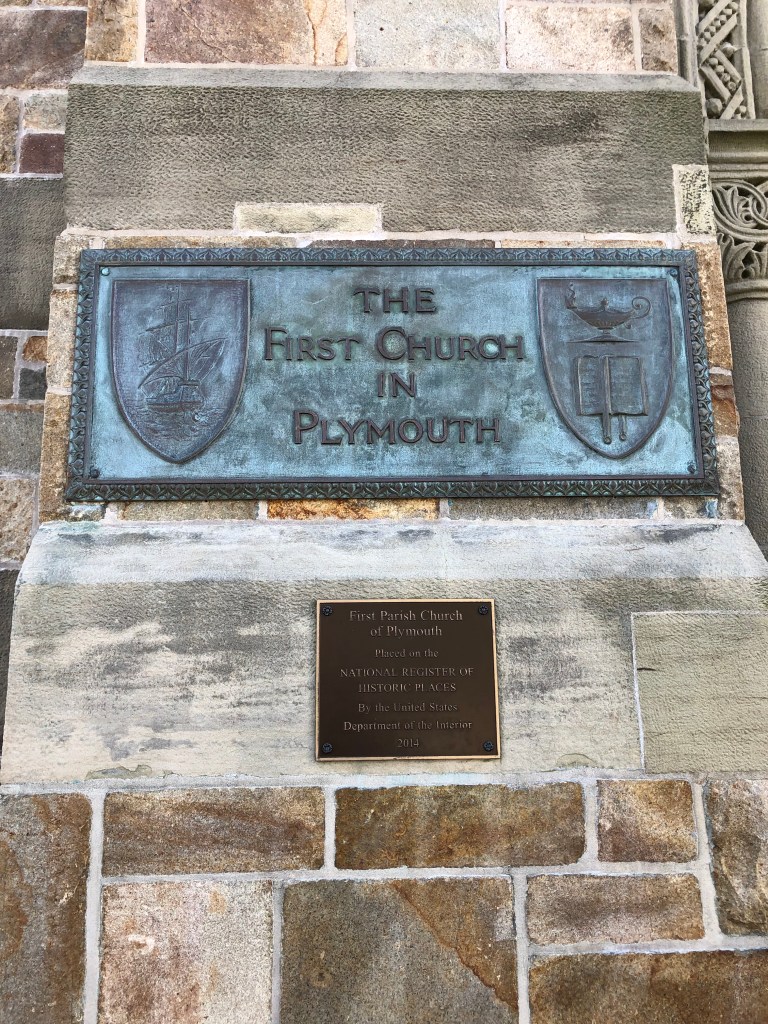 THE
FIRST CHURCH
IN
PLYMOUTH
First Parish Church
of Plymouth
Placed on the
NATIONAL REGISTER OF
HISTORIC PLACES
By the United States
Department of the Interior
2014